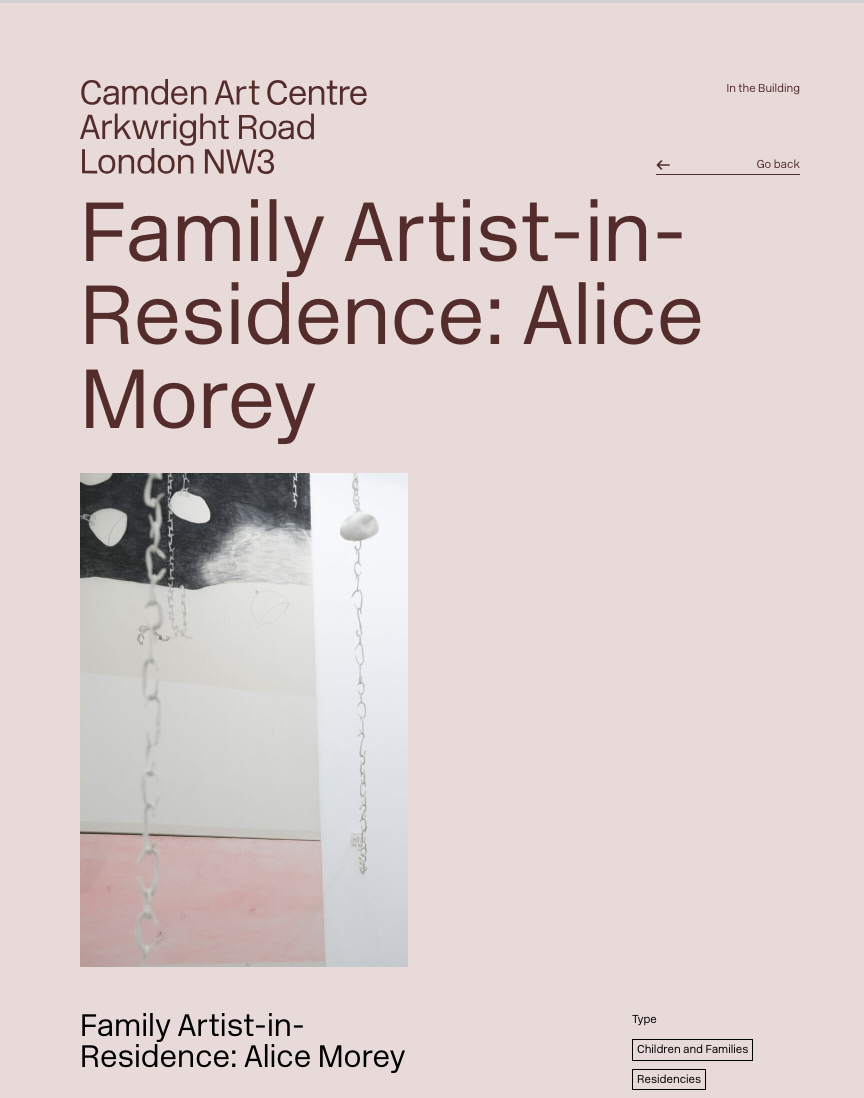 Camden Art Centre
Arkwright Road
London NW3
In the Building
← Go back
Family Artist-in-
Residence: Alice
Morey
Family Artist-in-
Residence: Alice Morey
Type
Children and Families
Residencies